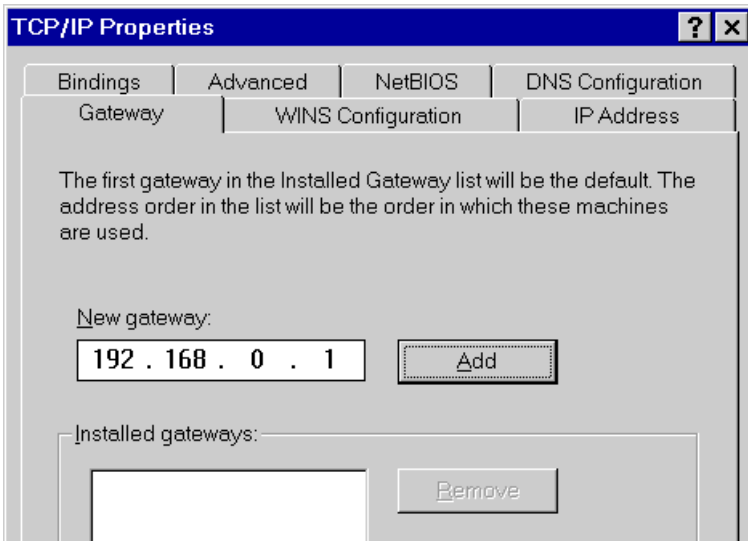 TCP/IP Properties
? ×
Bindings Advanced NetBIOS DNS Configuration
Gateway WINS Configuration IP Address
The first gateway in the Installed Gateway list will be the default. The
address order in the list will be the order in which these machines
are used.
New gateway:
192 . 168 . 0 . 1 Add
Installed gateways:
Remove